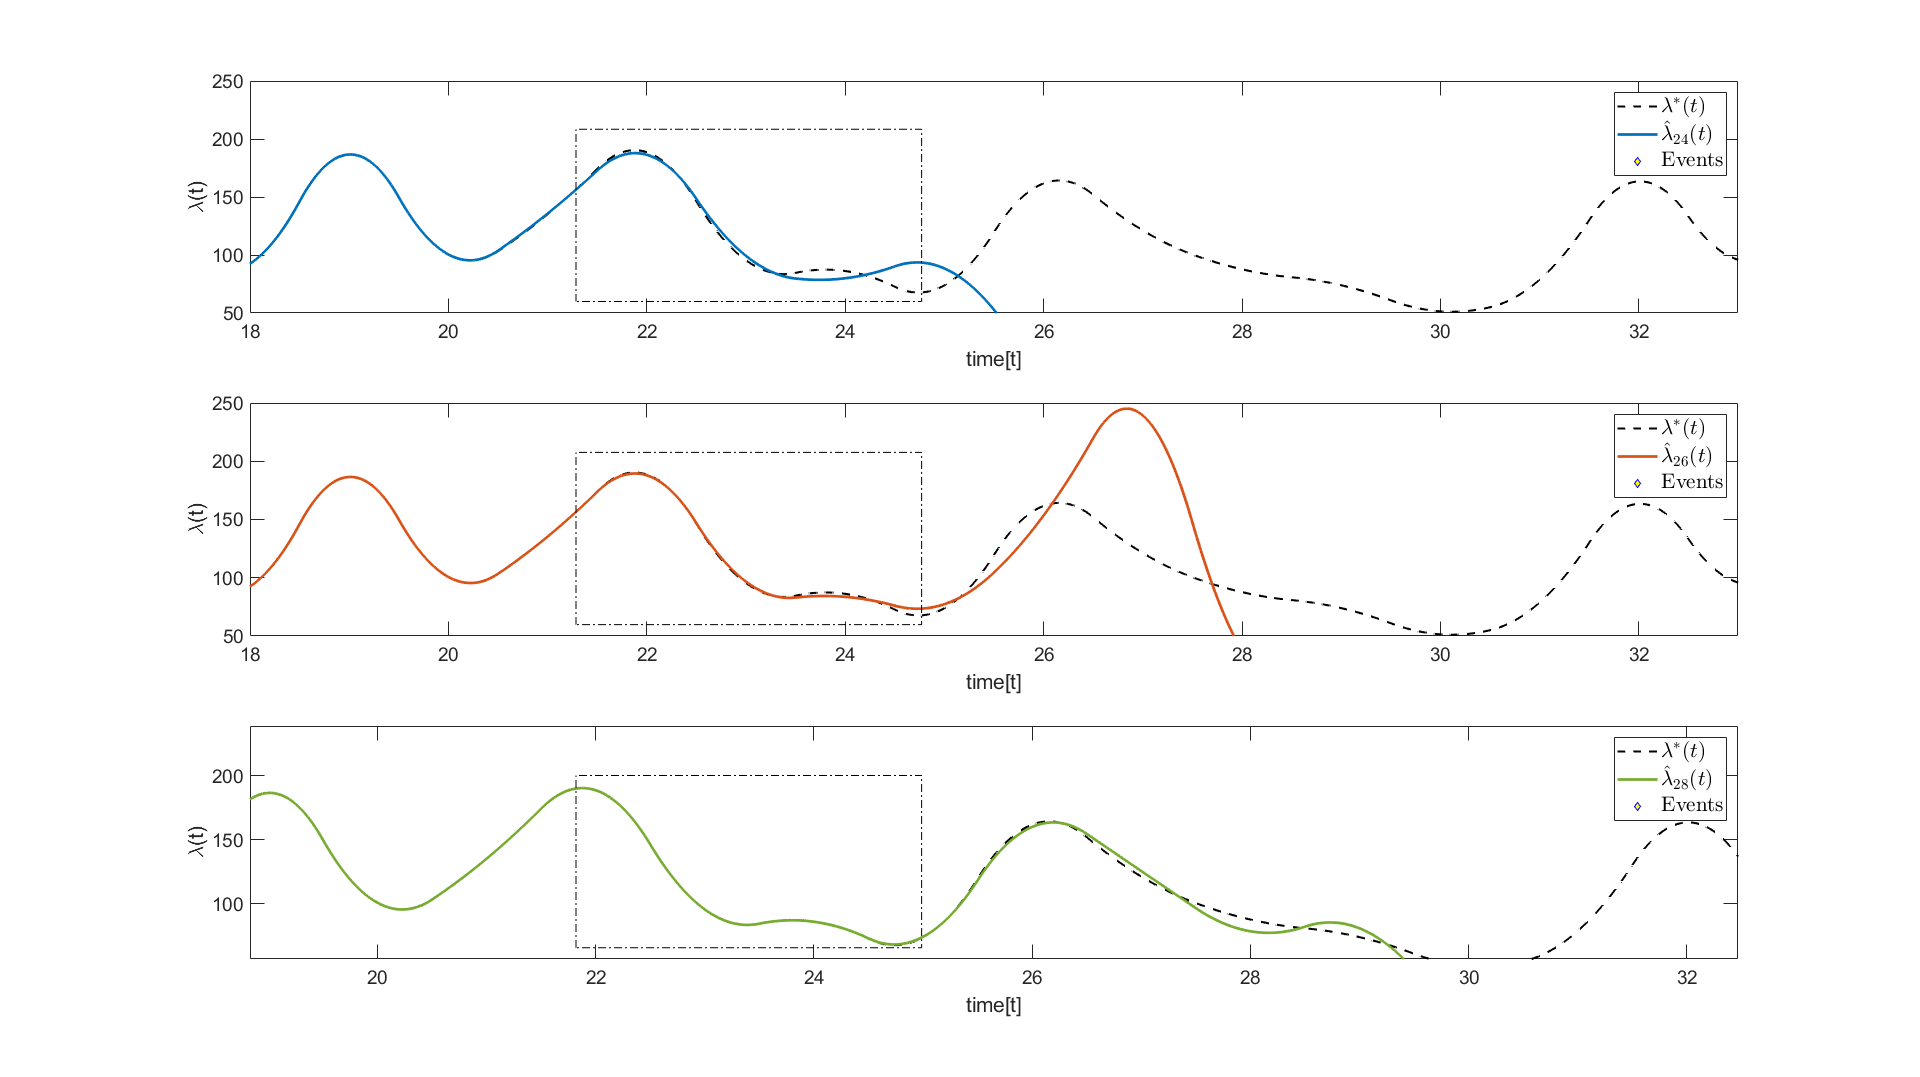 250
200
150
100
50
λ(t)
λ*(t)
λ̂₂₄(t)
Events
18 20 22 24 26 28 30 32
time[t]
250
200
150
100
50
λ(t)
λ*(t)
λ̂₂₆(t)
Events
18 20 22 24 26 28 30 32
time[t]
200
150
100
λ(t)
λ*(t)
λ̂₂₈(t)
Events
20 22 24 26 28 30 32
time[t]